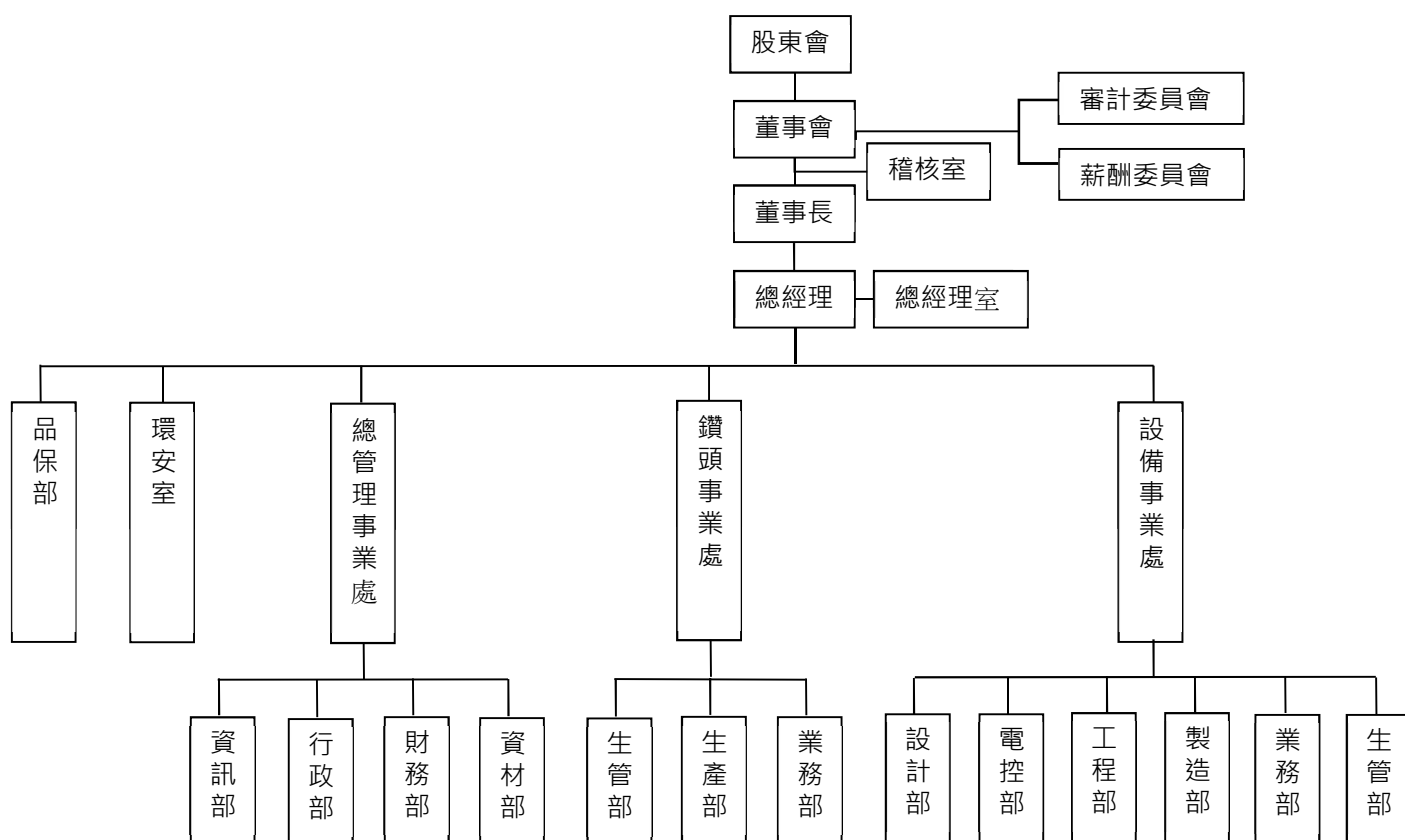 股東會
審計委員會
董事會
稽核室
薪酬委員會
董事長
總經理
總經理室
品保部
環安室
總管理事業處
鑽頭事業處
設備事業處
資訊部
行政部
財務部
資材部
生管部
生產部
業務部
設計部
電控部
工程部
製造部
業務部
生管部